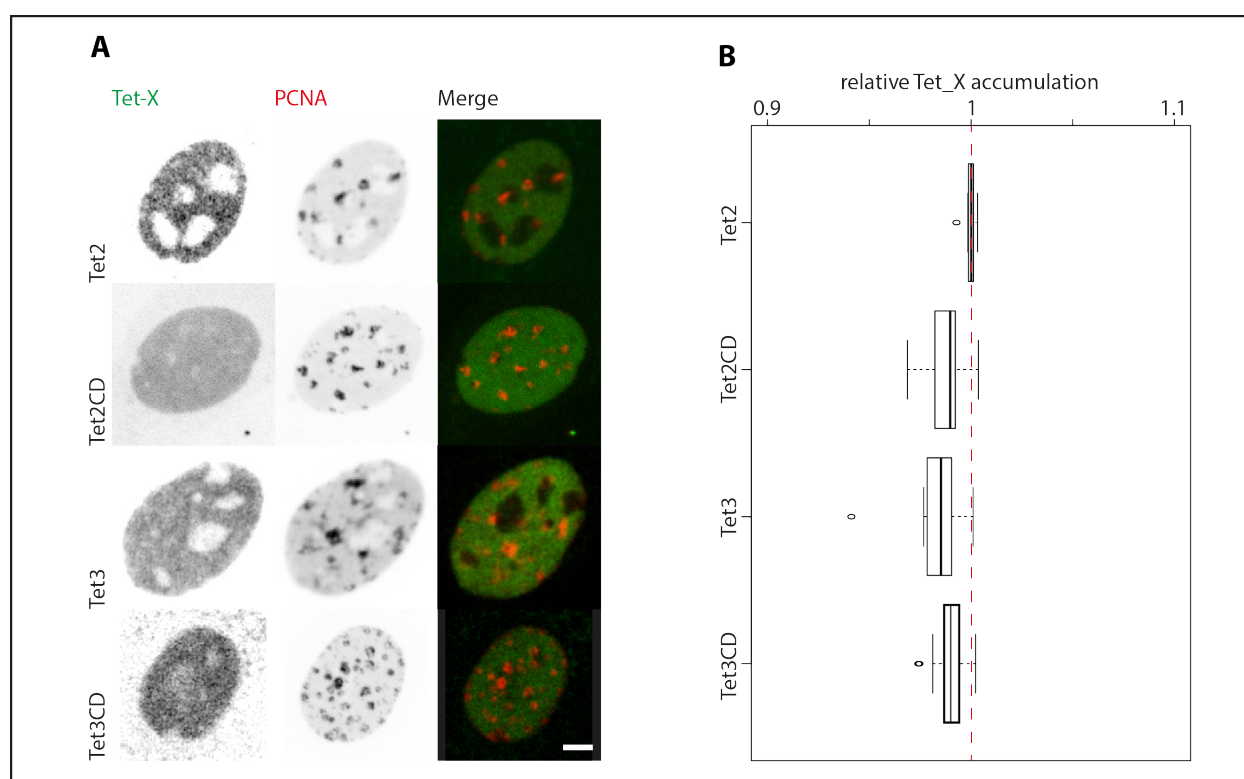 A
Tet-X PCNA Merge
Tet2
Tet2CD
Tet3
Tet3CD
B
relative Tet_X accumulation
0.9 1 1.1
Tet2
Tet2CD
Tet3
Tet3CD